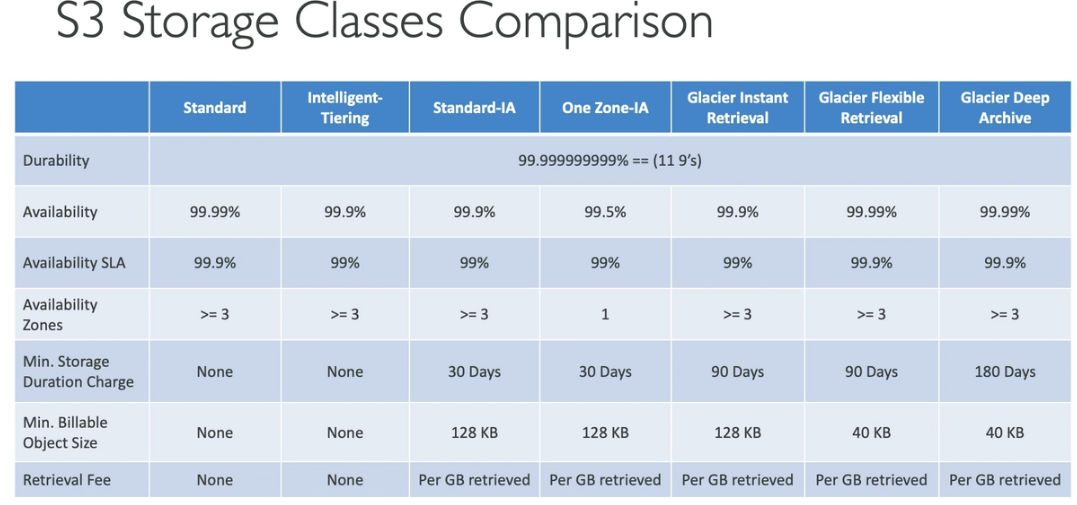 S3 Storage Classes Comparison
Standard
Intelligent-
Tiering
Standard-IA
One Zone-IA
Glacier Instant
Retrieval
Glacier Flexible
Retrieval
Glacier Deep
Archive
Durability
99.999999999% == (11 9’s)
Availability
99.99%
99.9%
99.9%
99.5%
99.9%
99.99%
99.99%
Availability SLA
99.9%
99%
99%
99%
99%
99.9%
99.9%
Availability
Zones
>= 3
>= 3
>= 3
1
>= 3
>= 3
>= 3
Min. Storage
Duration Charge
None
None
30 Days
30 Days
90 Days
90 Days
180 Days
Min. Billable
Object Size
None
None
128 KB
128 KB
128 KB
40 KB
40 KB
Retrieval Fee
None
None
Per GB retrieved
Per GB retrieved
Per GB retrieved
Per GB retrieved
Per GB retrieved